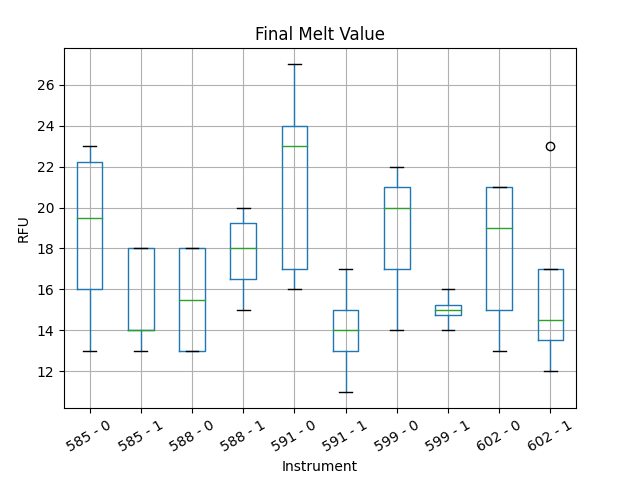 Final Melt Value
RFU
26
24
22
20
18
16
14
12
585 - 0
585 - 1
588 - 0
588 - 1
591 - 0
591 - 1
599 - 0
599 - 1
602 - 0
602 - 1
Instrument